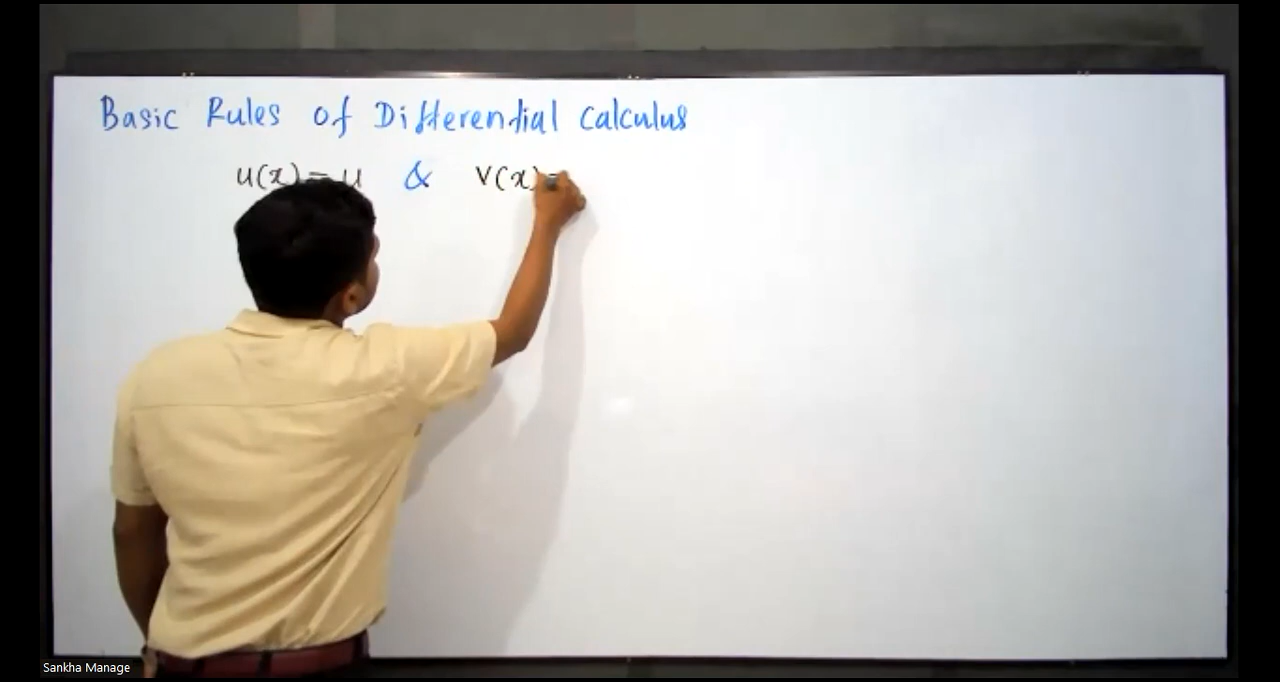 Basic Rules of Differential Calculus
u(x) = u & v(x) =
Sankha Manage